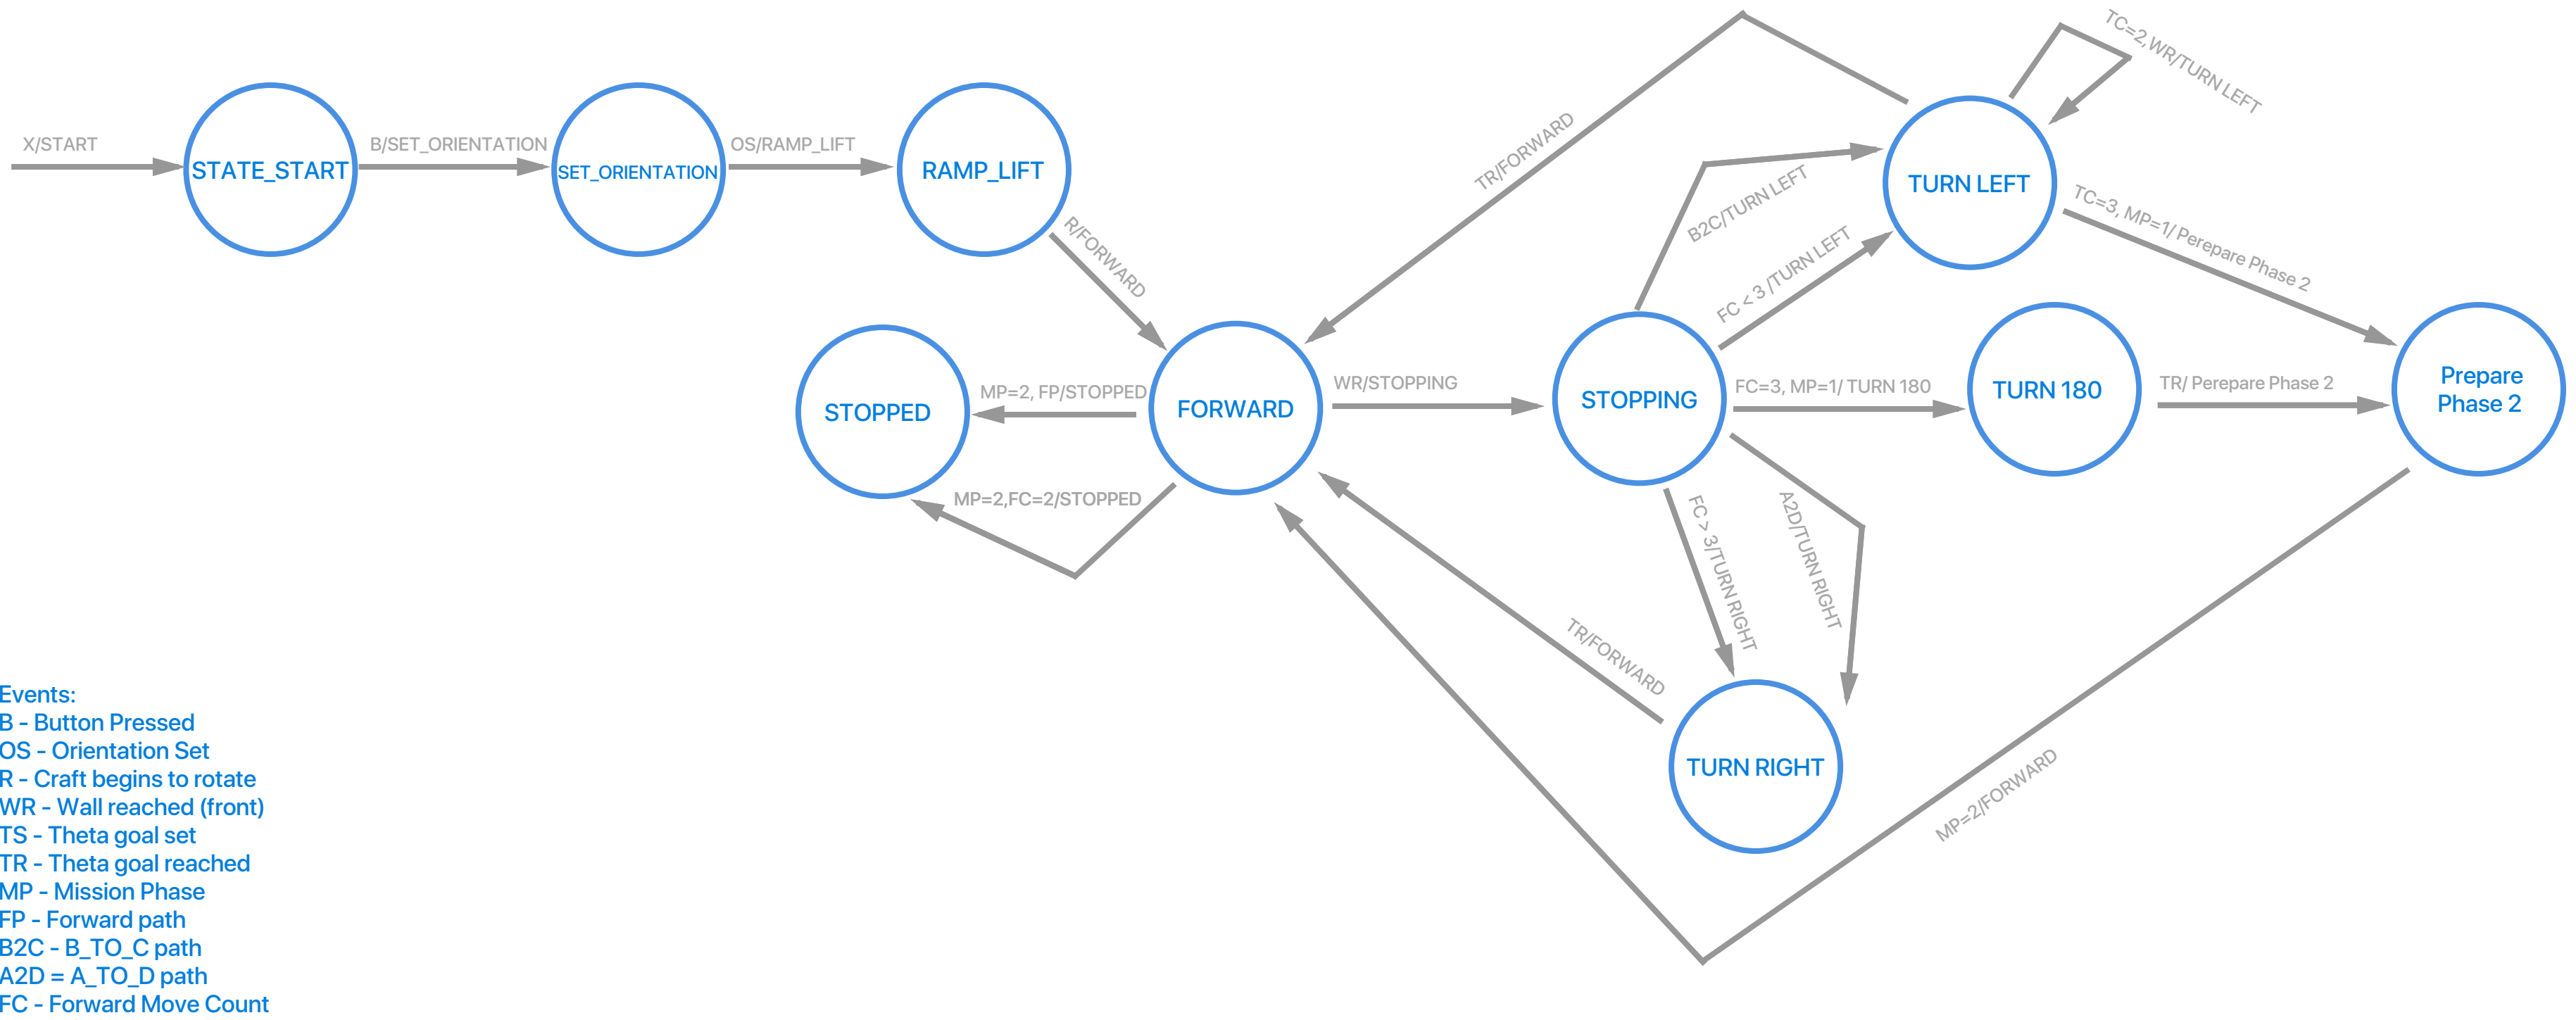 X/START
STATE_START
B/SET_ORIENTATION
SET_ORIENTATION
OS/RAMP_LIFT
RAMP_LIFT
R/FORWARD
STOPPED
MP=2, FP/STOPPED
MP=2,FC=2/STOPPED
FORWARD
WR/STOPPING
TR/FORWARD
STOPPING
B2C/TURN LEFT
FC < 3 /TURN LEFT
TURN LEFT
TC=2,WR/TURN LEFT
TC=3, MP=1/ Perepare Phase 2
FC=3, MP=1/ TURN 180
TURN 180
TR/ Perepare Phase 2
Prepare
Phase 2
FC > 3/TURN RIGHT
A2D/TURN RIGHT
TR/FORWARD
TURN RIGHT
MP=2/FORWARD
Events:
B - Button Pressed
OS - Orientation Set
R - Craft begins to rotate
WR - Wall reached (front)
TS - Theta goal set
TR - Theta goal reached
MP - Mission Phase
FP - Forward path
B2C - B_TO_C path
A2D = A_TO_D path
FC - Forward Move Count